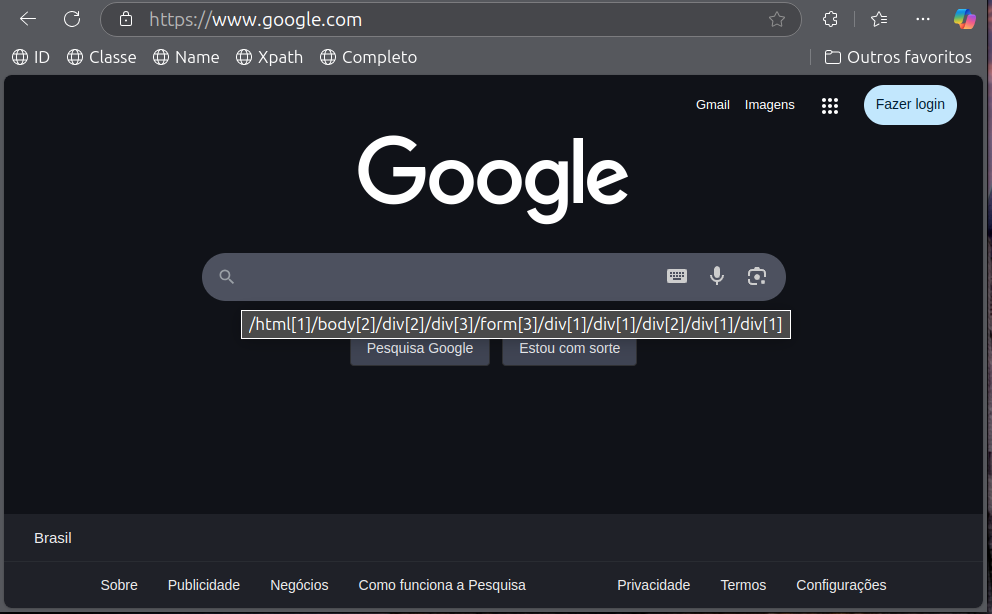 https://www.google.com
ID Classe Name Xpath Completo Outros favoritos
Gmail Imagens Fazer login
Google
/html[1]/body[2]/div[2]/div[3]/form[3]/div[1]/div[1]/div[2]/div[1]/div[1]
Pesquisa Google Estou com sorte
Brasil
Sobre Publicidade Negócios Como funciona a Pesquisa Privacidade Termos Configurações